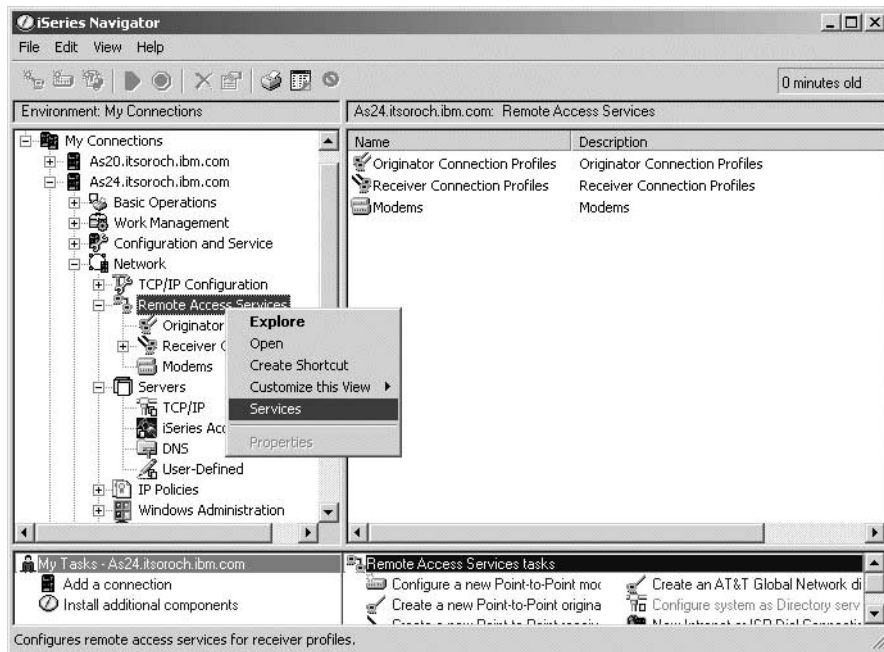 iSeries Navigator
File Edit View Help
0 minutes old
Environment: My Connections
As24.itsoroch.ibm.com: Remote Access Services
My Connections
As20.itsoroch.ibm.com
As24.itsoroch.ibm.com
Basic Operations
Work Management
Configuration and Service
Network
TCP/IP Configuration
Remote Access Services
Originator
Receiver C
Modems
Servers
TCP/IP
iSeries Acc
DNS
User-Defined
IP Policies
Windows Administration
Name Description
Originator Connection Profiles Originator Connection Profiles
Receiver Connection Profiles Receiver Connection Profiles
Modems Modems
Explore
Open
Create Shortcut
Customize this View
Services
Properties
My Tasks - As24.itsoroch.ibm.com
Add a connection
Install additional components
Remote Access Services tasks
Configure a new Point-to-Point moc Create an AT&T Global Network di
Create a new Point-to-Point origina Configure system as Directory serv
Configures remote access services for receiver profiles.